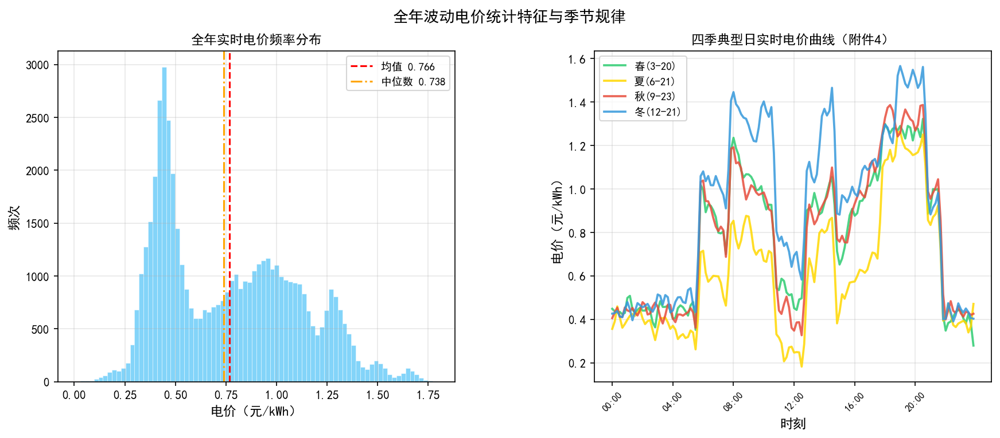 全年波动电价统计特征与季节规律
全年实时电价频率分布
均值 0.766
中位数 0.738
3000
2500
2000
1500
1000
500
0
频次
0.00 0.25 0.50 0.75 1.00 1.25 1.50 1.75
电价（元/kWh）
四季典型日实时电价曲线（附件4）
春(3-20)
夏(6-21)
秋(9-23)
冬(12-21)
1.6
1.4
1.2
1.0
0.8
0.6
0.4
0.2
电价（元/kWh）
00:00 04:00 08:00 12:00 16:00 20:00
时刻